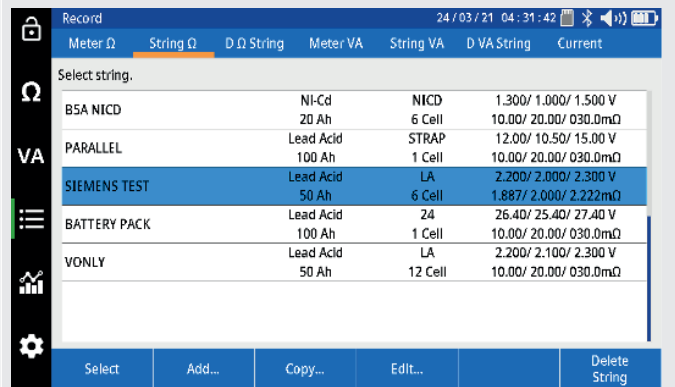 Record 24/03/21 04:31:42
Meter Ω String Ω D Ω String Meter VA String VA D VA String Current
Select string.
Ω
VA
B5A NICD NI-Cd NICD 1.300/ 1.000/ 1.500 V
20 Ah 6 Cell 10.00/ 20.00/ 030.0mΩ
PARALLEL Lead Acid STRAP 12.00/ 10.50/ 15.00 V
100 Ah 1 Cell 10.00/ 20.00/ 030.0mΩ
SIEMENS TEST Lead Acid LA 2.200/ 2.000/ 2.300 V
50 Ah 6 Cell 1.887/ 2.000/ 2.222mΩ
BATTERY PACK Lead Acid 24 26.40/ 25.40/ 27.40 V
100 Ah 1 Cell 10.00/ 20.00/ 030.0mΩ
VONLY Lead Acid LA 2.200/ 2.100/ 2.300 V
50 Ah 12 Cell 10.00/ 20.00/ 030.0mΩ
Select Add... Copy... Edit... Delete
String